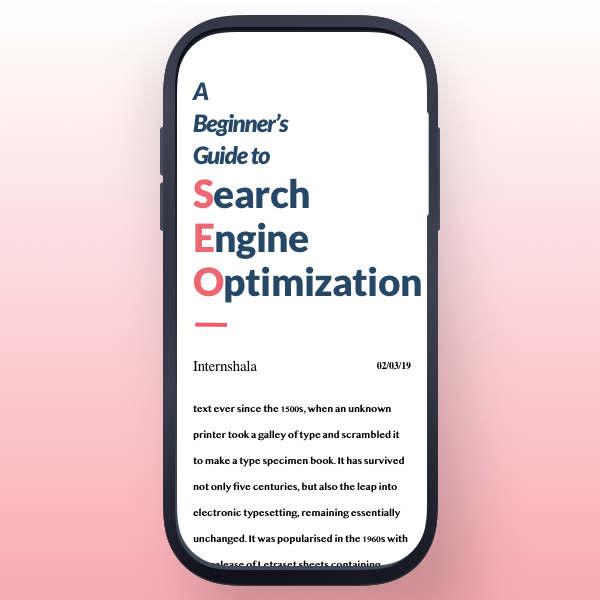 A
Beginner's
Guide to
Search
Engine
Optimization
Internshala 02/03/19
text ever since the 1500s, when an unknown
printer took a galley of type and scrambled it
to make a type specimen book. It has survived
not only five centuries, but also the leap into
electronic typesetting, remaining essentially
unchanged. It was popularised in the 1960s with
release of Letraset sheets containing